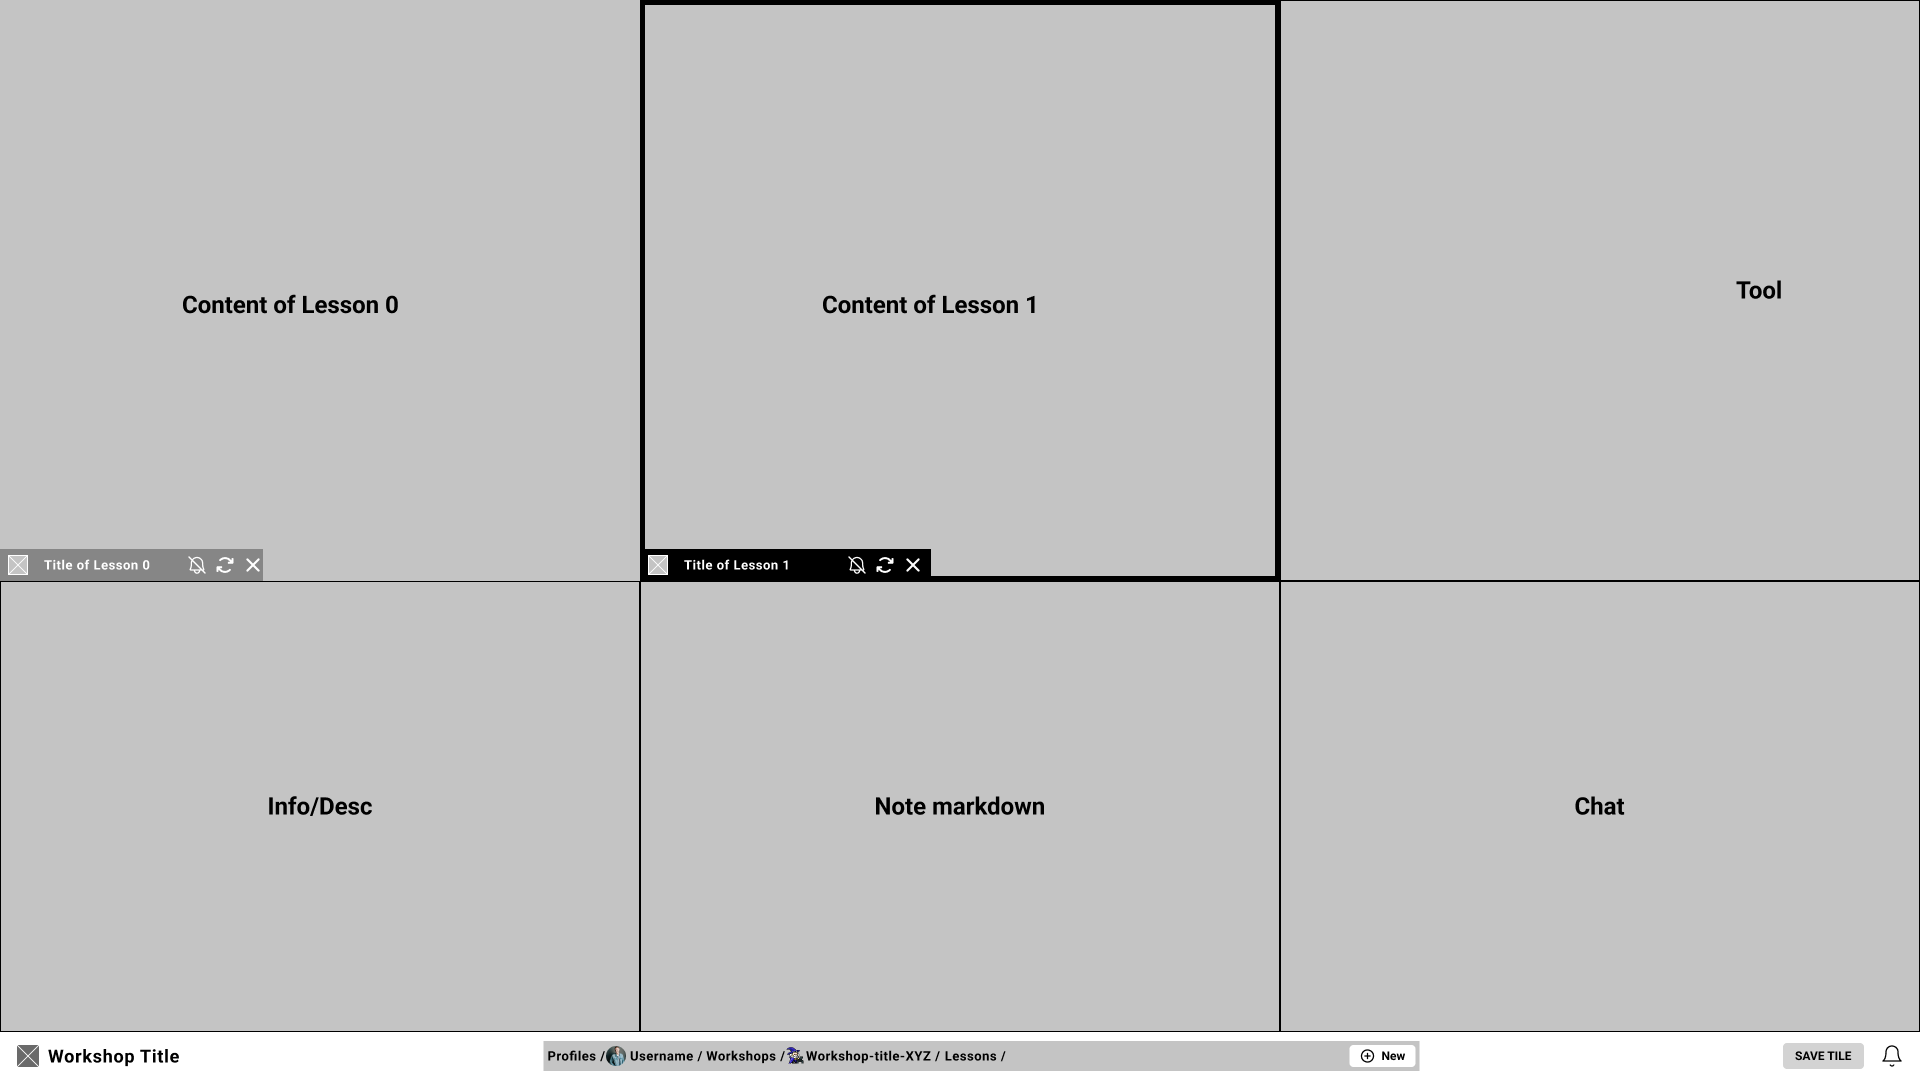 Content of Lesson 0
Content of Lesson 1
Tool
Title of Lesson 0
Title of Lesson 1
Info/Desc
Note markdown
Chat
Workshop Title
Profiles / Username / Workshops / Workshop-title-XYZ / Lessons /
New
SAVE TILE